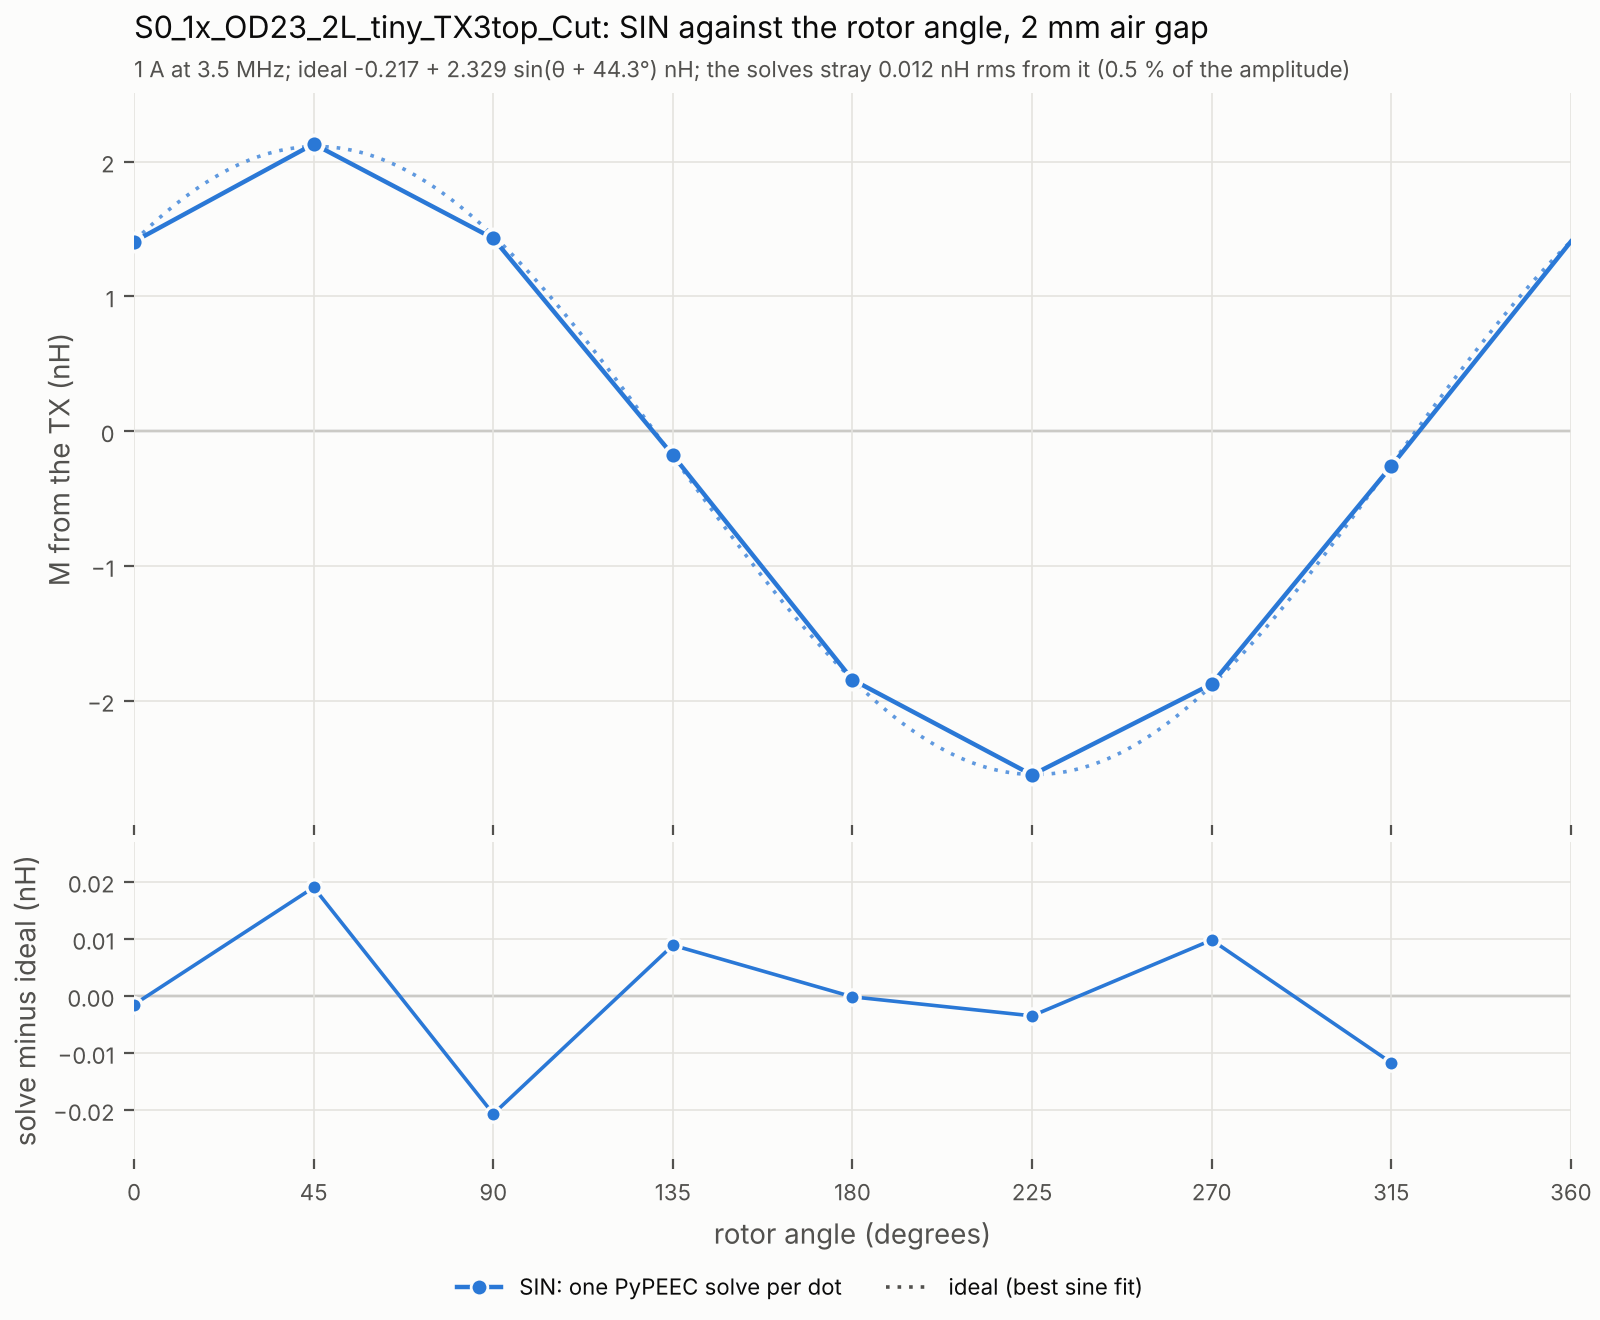 S0_1x_OD23_2L_tiny_TX3top_Cut: SIN against the rotor angle, 2 mm air gap
1 A at 3.5 MHz; ideal -0.217 + 2.329 sin(θ + 44.3°) nH; the solves stray 0.012 nH rms from it (0.5 % of the amplitude)
M from the TX (nH)
2
1
0
−1
−2
solve minus ideal (nH)
0.02
0.01
0.00
−0.01
−0.02
0 45 90 135 180 225 270 315 360
rotor angle (degrees)
SIN: one PyPEEC solve per dot
ideal (best sine fit)